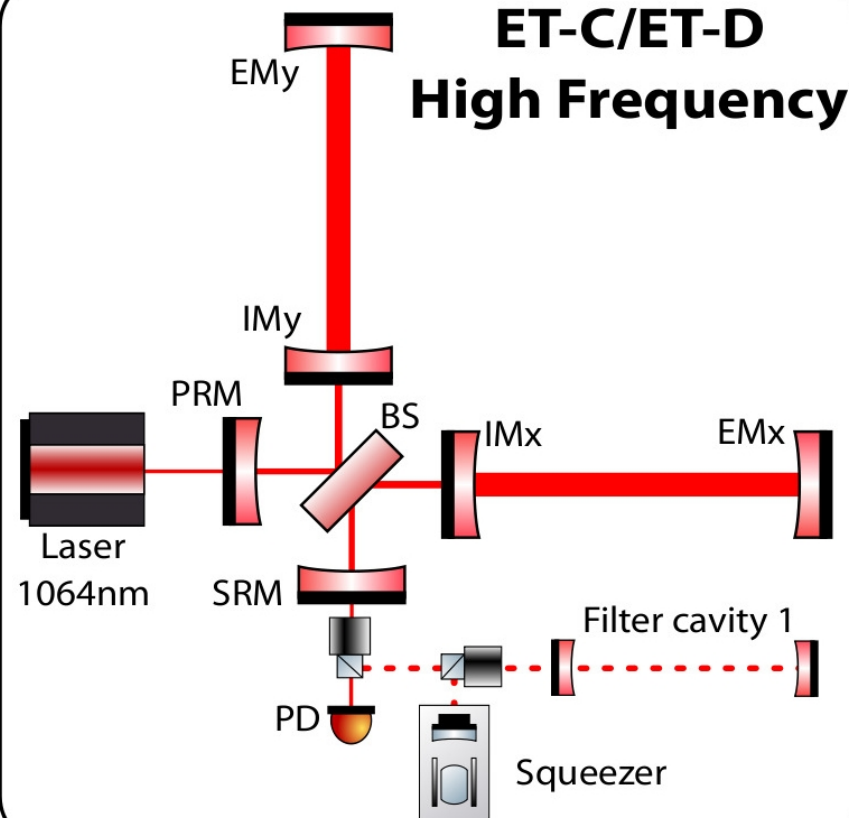 ET-C/ET-D
High Frequency
EMy
IMy
PRM
BS
IMx
EMx
Laser
1064nm
SRM
Filter cavity 1
PD
Squeezer